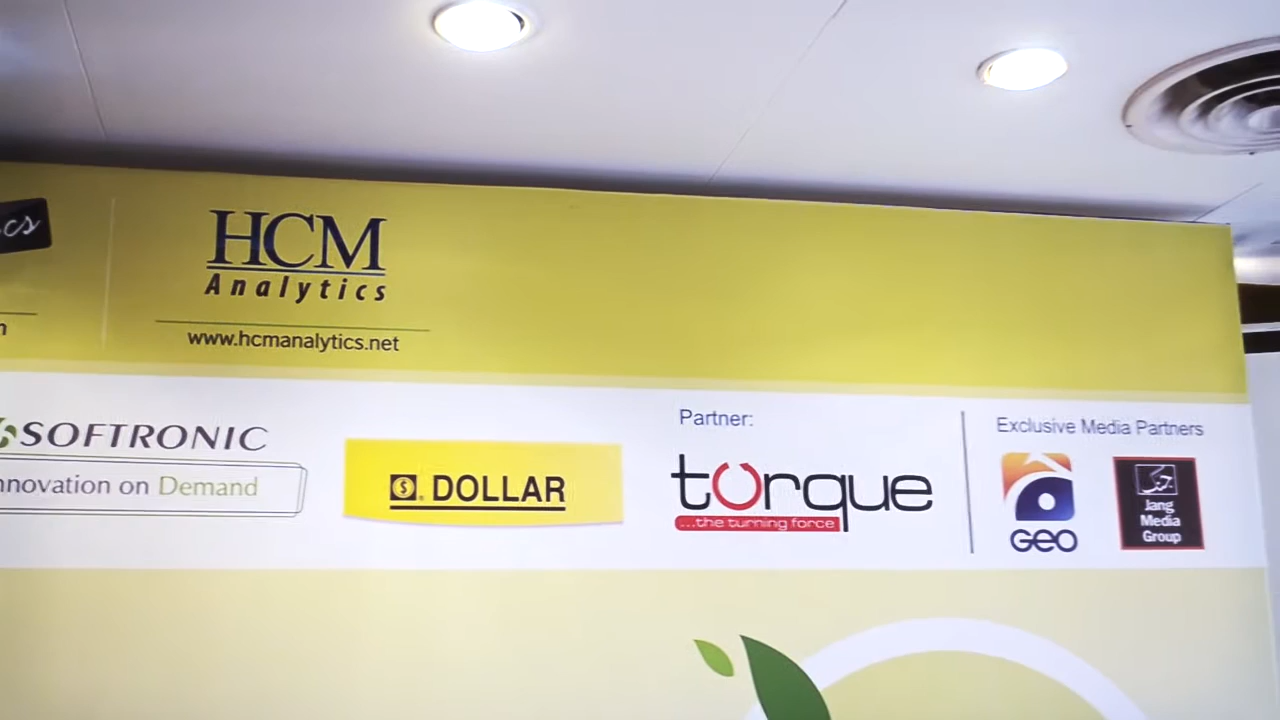 cs
HCM
Analytics
www.hcmanalytics.net
SOFTRONIC
nnovation on Demand
$ DOLLAR
Partner:
torque
...the turning force
Exclusive Media Partners
GEO
Jang
Media
Group